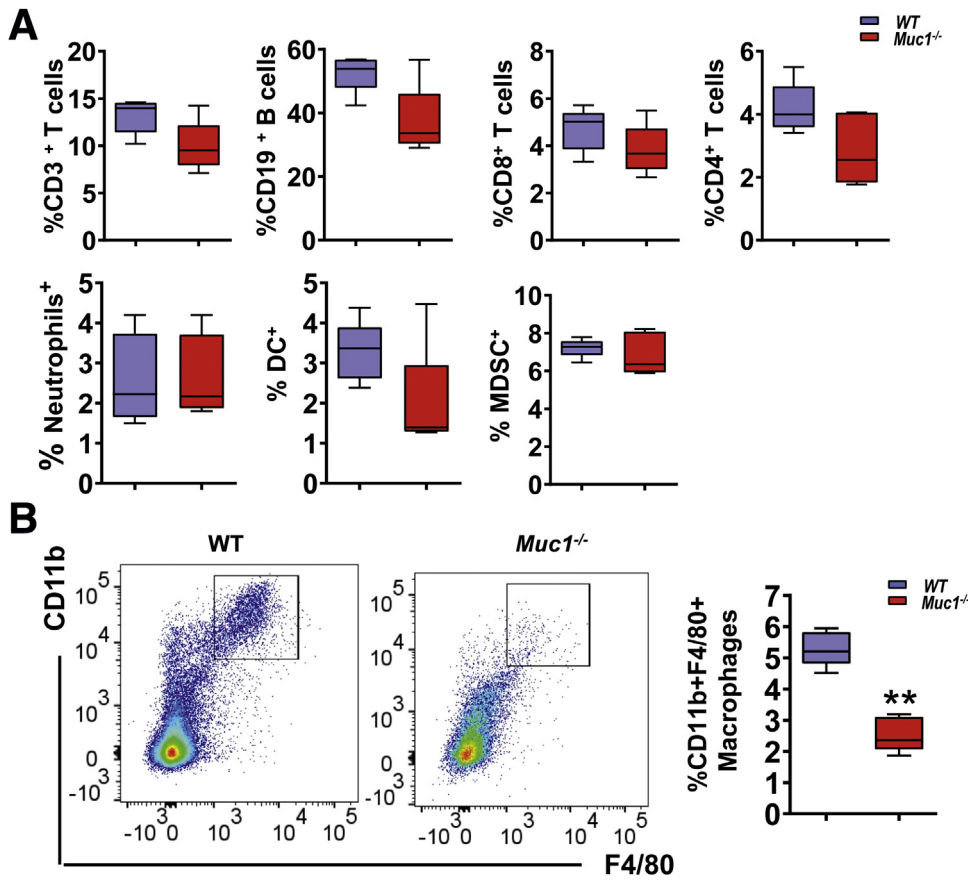 A
WT
Muc1-/-
%CD3 + T cells
20
15
10
5
0
%CD19 + B cells
60
40
20
0
%CD8+ T cells
8
6
4
2
0
%CD4+ T cells
6
4
2
0
% Neutrophils+
5
4
3
2
1
0
% DC+
5
4
3
2
1
0
% MDSC+
10
8
6
4
2
0
B
WT
Muc1-/-
CD11b
10^5
10^4
10^3
0
-10^3
-10^3 0 10^3 10^4 10^5
10^5
10^4
10^3
0
-10^3
-10^3 0 10^3 10^4 10^5
F4/80
WT
Muc1-/-
%CD11b+F4/80+
Macrophages
7
6
5
4
3
2
1
0
**